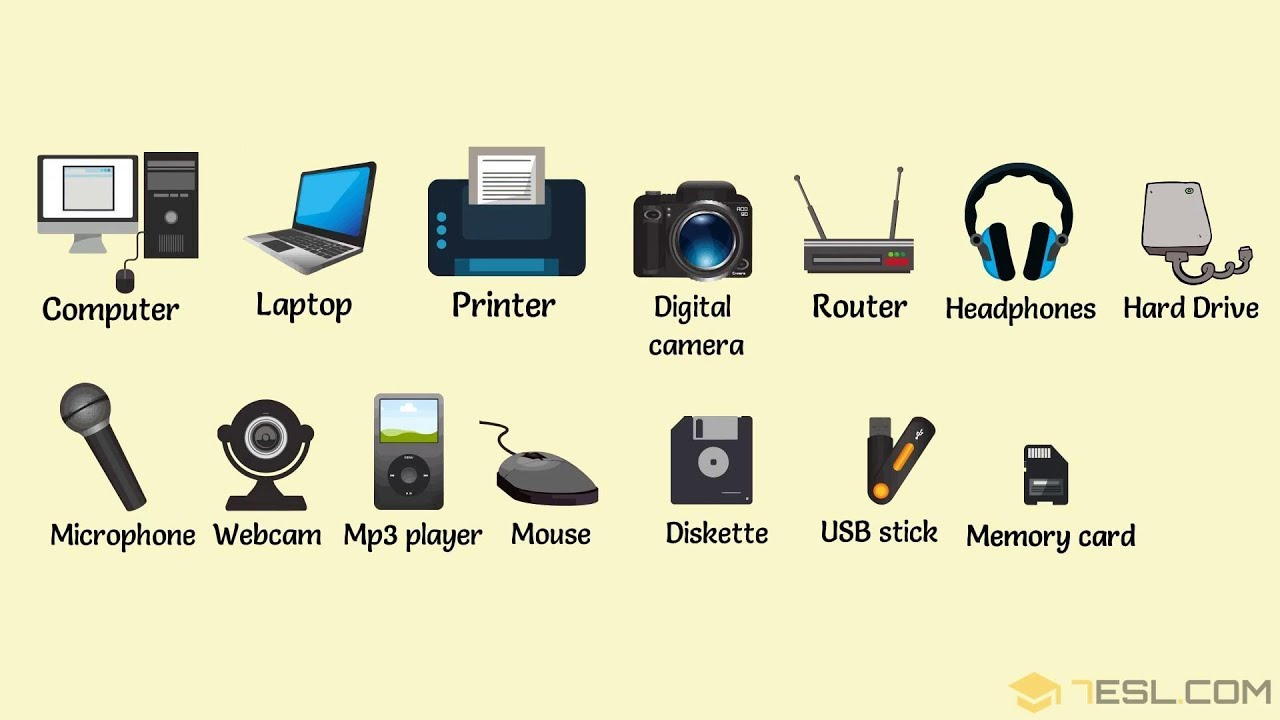 Computer
Laptop
Printer
Digital
camera
Router
Headphones
Hard Drive
Microphone
Webcam
Mp3 player
Mouse
Diskette
USB stick
Memory card
7ESL.COM